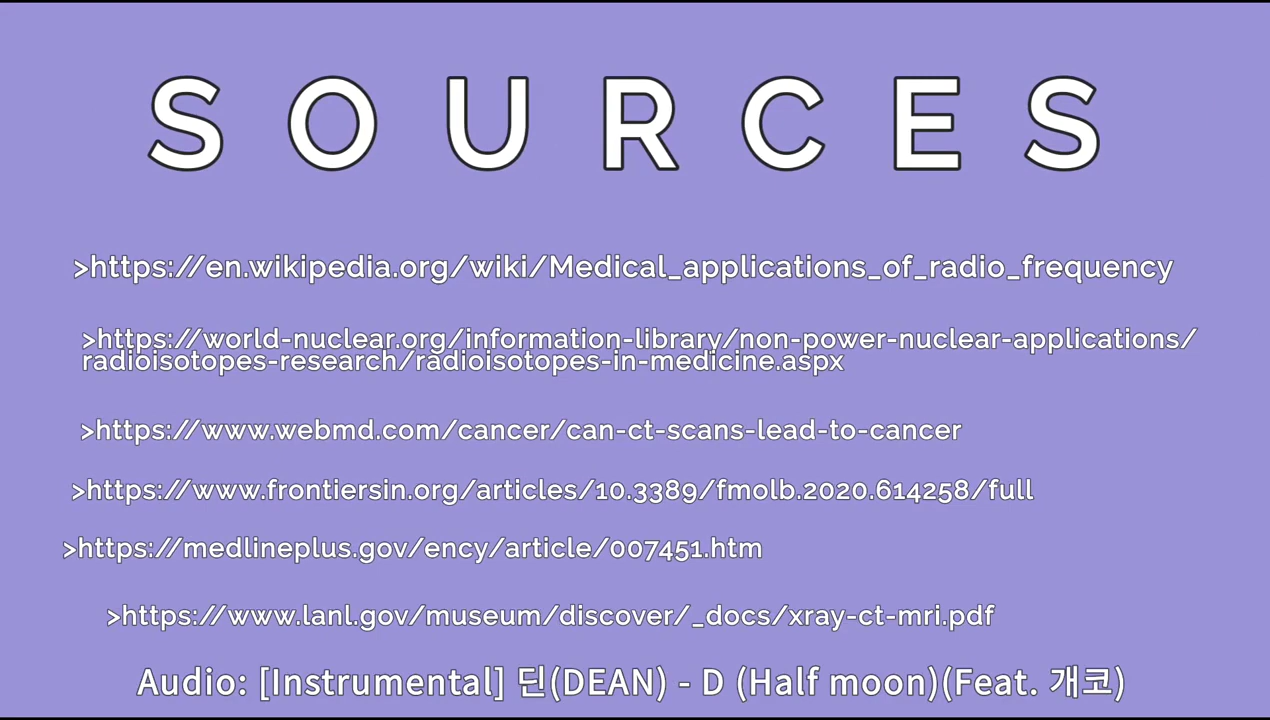 SOURCES
>https://en.wikipedia.org/wiki/Medical_applications_of_radio_frequency
>https://world-nuclear.org/information-library/non-power-nuclear-applications/
radioisotopes-research/radioisotopes-in-medicine.aspx
>https://www.webmd.com/cancer/can-ct-scans-lead-to-cancer
>https://www.frontiersin.org/articles/10.3389/fmolb.2020.614258/full
>https://medlineplus.gov/ency/article/007451.htm
>https://www.lanl.gov/museum/discover/_docs/xray-ct-mri.pdf
Audio: [Instrumental] 딘(DEAN) - D (Half moon)(Feat. 개코)